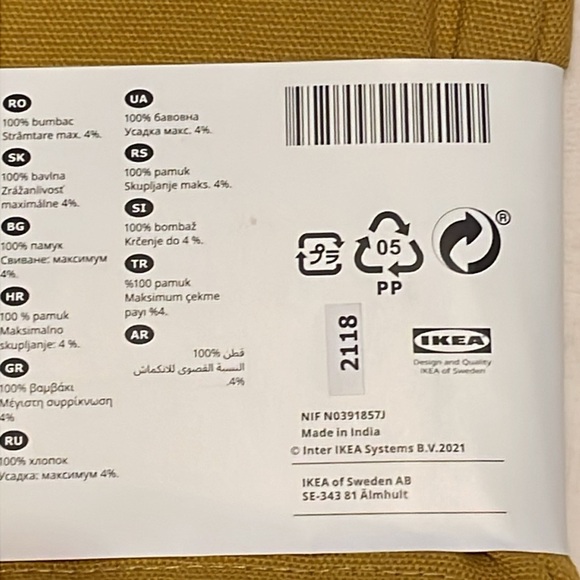 RO
100% bumbac
Strâmtare max. 4%.
SK
100% bavlna
Zrážanlivosť
maximálne 4%.
BG
100% памук
Свиване: максимум
4%.
HR
100 % pamuk
Maksimalno
skupljanje: 4 %.
GR
100% βαμβάκι
Μέγιστη συρρίκνωση
4%
RU
100% хлопок
Усадка: максимум 4%.
UA
100% бавовна
Усадка макс. 4%.
RS
100% pamuk
Skupljanje maks. 4%.
SI
100% bombaž
Krčenje do 4 %.
TR
%100 pamuk
Maksimum çekme
payı %4.
AR
قطن 100%
النسبة القصوى للانكماش
4%.
プラ
05
PP
®
2118
IKEA
Design and Quality
IKEA of Sweden
NIF N0391857J
Made in India
© Inter IKEA Systems B.V.2021
IKEA of Sweden AB
SE-343 81 Älmhult